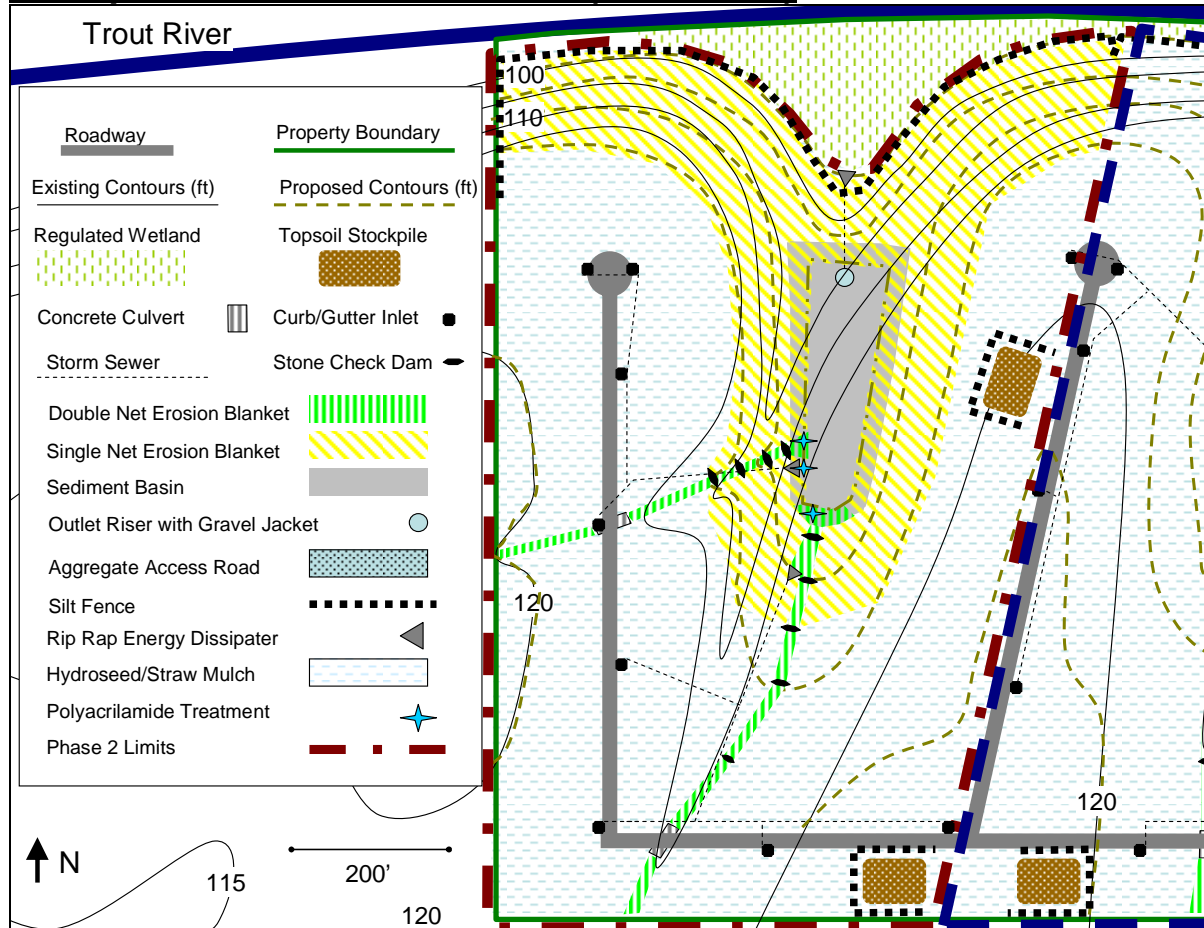 Trout River
100
110
Roadway
Property Boundary
Existing Contours (ft)
Proposed Contours (ft)
Regulated Wetland
Topsoil Stockpile
Concrete Culvert
Curb/Gutter Inlet
Storm Sewer
Stone Check Dam
Double Net Erosion Blanket
Single Net Erosion Blanket
Sediment Basin
Outlet Riser with Gravel Jacket
Aggregate Access Road
Silt Fence
Rip Rap Energy Dissipater
Hydroseed/Straw Mulch
Polyacrilamide Treatment
Phase 2 Limits
120
120
N
200’
115
120